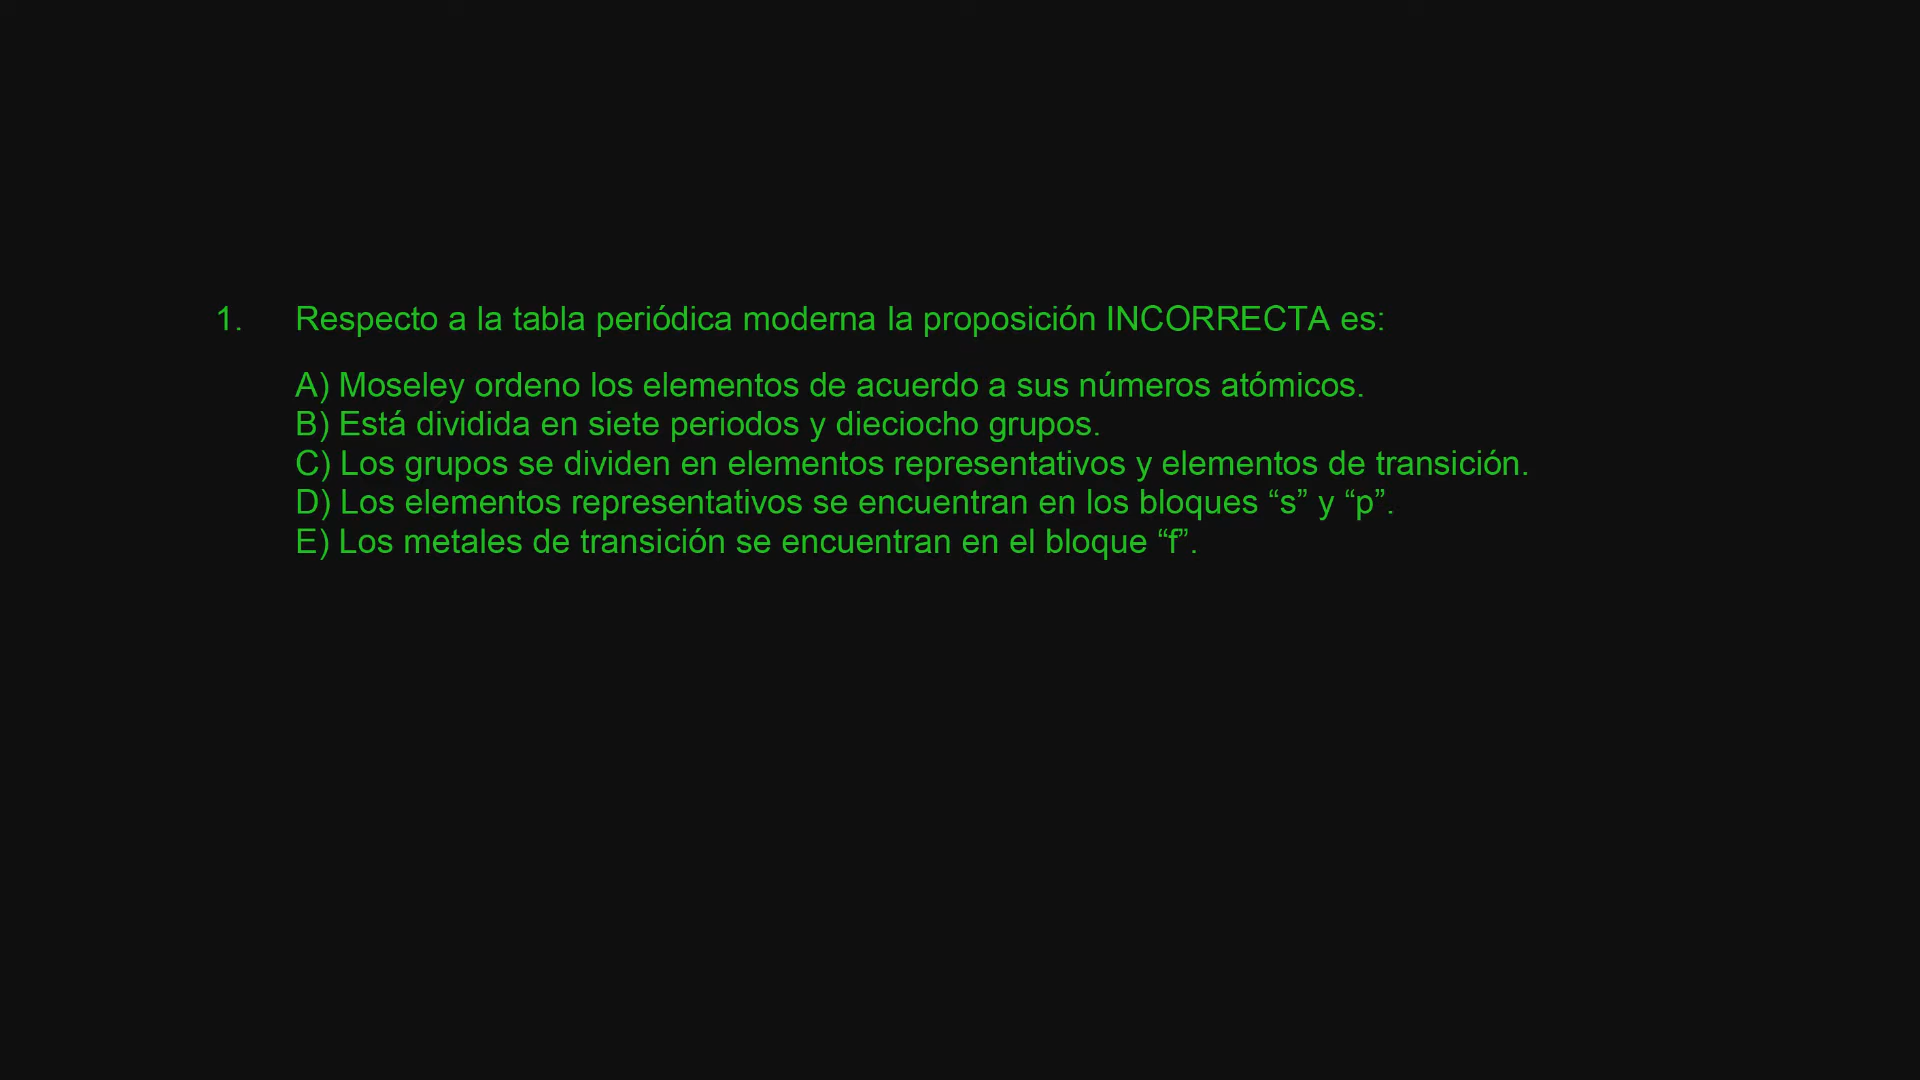 1. Respecto a la tabla periódica moderna la proposición INCORRECTA es:
A) Moseley ordeno los elementos de acuerdo a sus números atómicos.
B) Está dividida en siete periodos y dieciocho grupos.
C) Los grupos se dividen en elementos representativos y elementos de transición.
D) Los elementos representativos se encuentran en los bloques “s” y “p”.
E) Los metales de transición se encuentran en el bloque “f”.